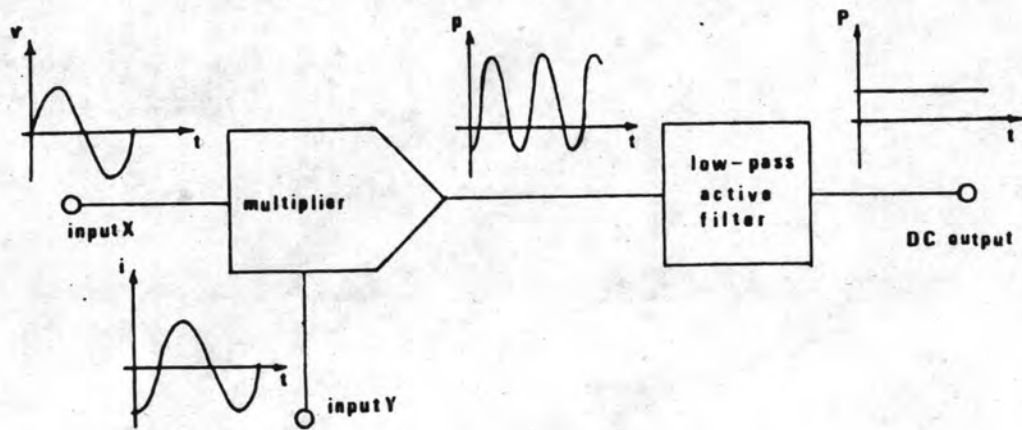 v
t
input X
multiplier
i
t
input Y
p
t
low-pass
active
filter
P
t
DC output